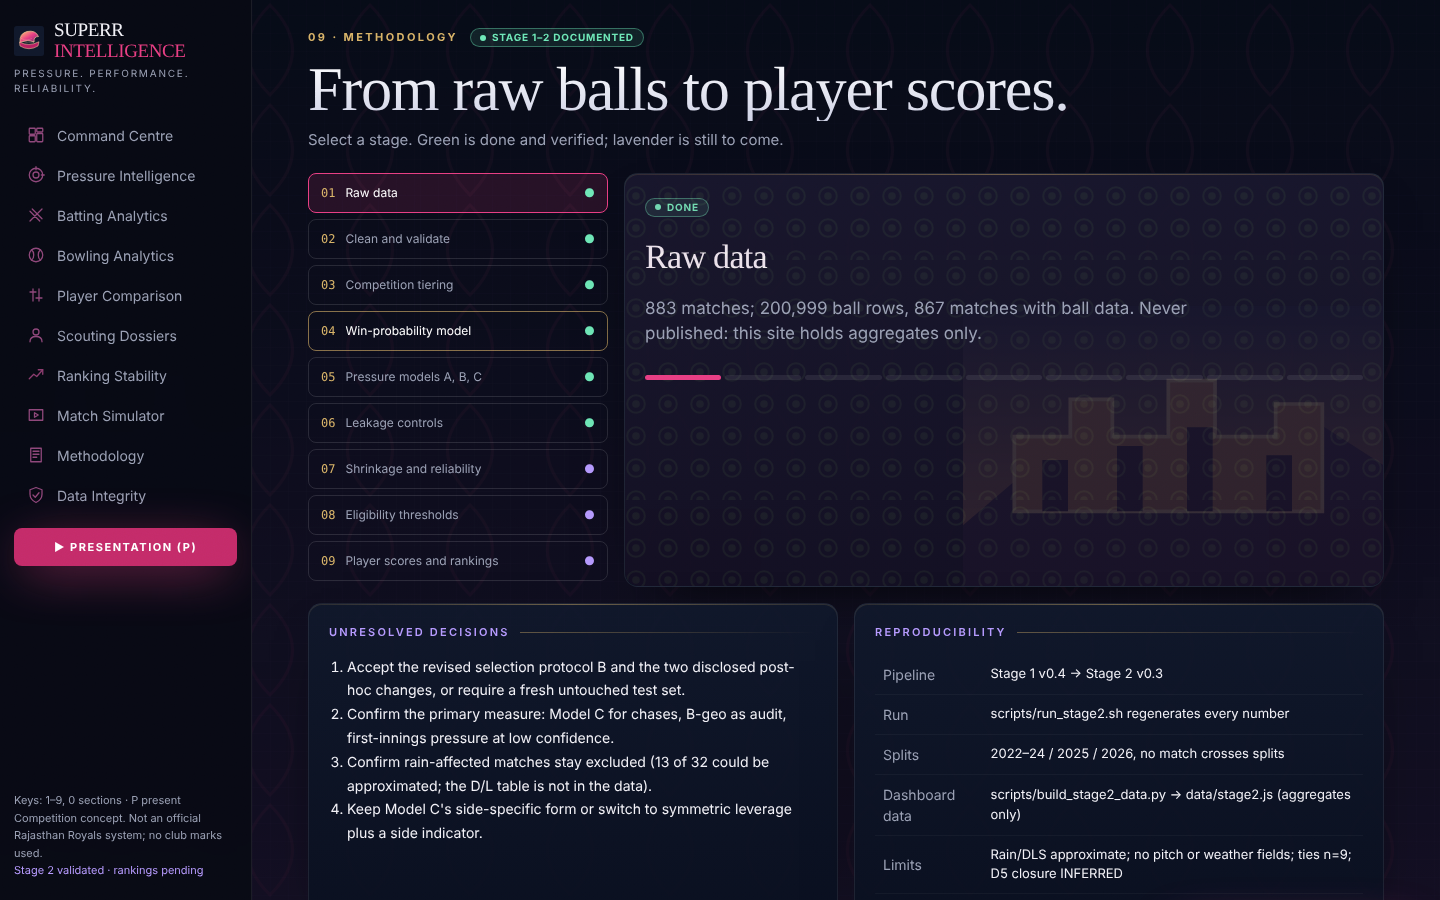 SUPERR
INTELLIGENCE
PRESSURE. PERFORMANCE.
RELIABILITY.
Command Centre
Pressure Intelligence
Batting Analytics
Bowling Analytics
Player Comparison
Scouting Dossiers
Ranking Stability
Match Simulator
Methodology
Data Integrity
▶ PRESENTATION (P)
Keys: 1–9, 0 sections · P present
Competition concept. Not an official
Rajasthan Royals system; no club marks
used.
Stage 2 validated · rankings pending
09 · METHODOLOGY
STAGE 1–2 DOCUMENTED
From raw balls to player scores.
Select a stage. Green is done and verified; lavender is still to come.
01 Raw data
02 Clean and validate
03 Competition tiering
04 Win-probability model
05 Pressure models A, B, C
06 Leakage controls
07 Shrinkage and reliability
08 Eligibility thresholds
09 Player scores and rankings
DONE
Raw data
883 matches; 200,999 ball rows, 867 matches with ball data. Never
published: this site holds aggregates only.
UNRESOLVED DECISIONS
1. Accept the revised selection protocol B and the two disclosed post-
hoc changes, or require a fresh untouched test set.
2. Confirm the primary measure: Model C for chases, B-geo as audit,
first-innings pressure at low confidence.
3. Confirm rain-affected matches stay excluded (13 of 32 could be
approximated; the D/L table is not in the data).
4. Keep Model C's side-specific form or switch to symmetric leverage
plus a side indicator.
REPRODUCIBILITY
Pipeline Stage 1 v0.4 → Stage 2 v0.3
Run scripts/run_stage2.sh regenerates every number
Splits 2022–24 / 2025 / 2026, no match crosses splits
Dashboard data scripts/build_stage2_data.py → data/stage2.js (aggregates
only)
Limits Rain/DLS approximate; no pitch or weather fields; ties n=9;
D5 closure INFERRED